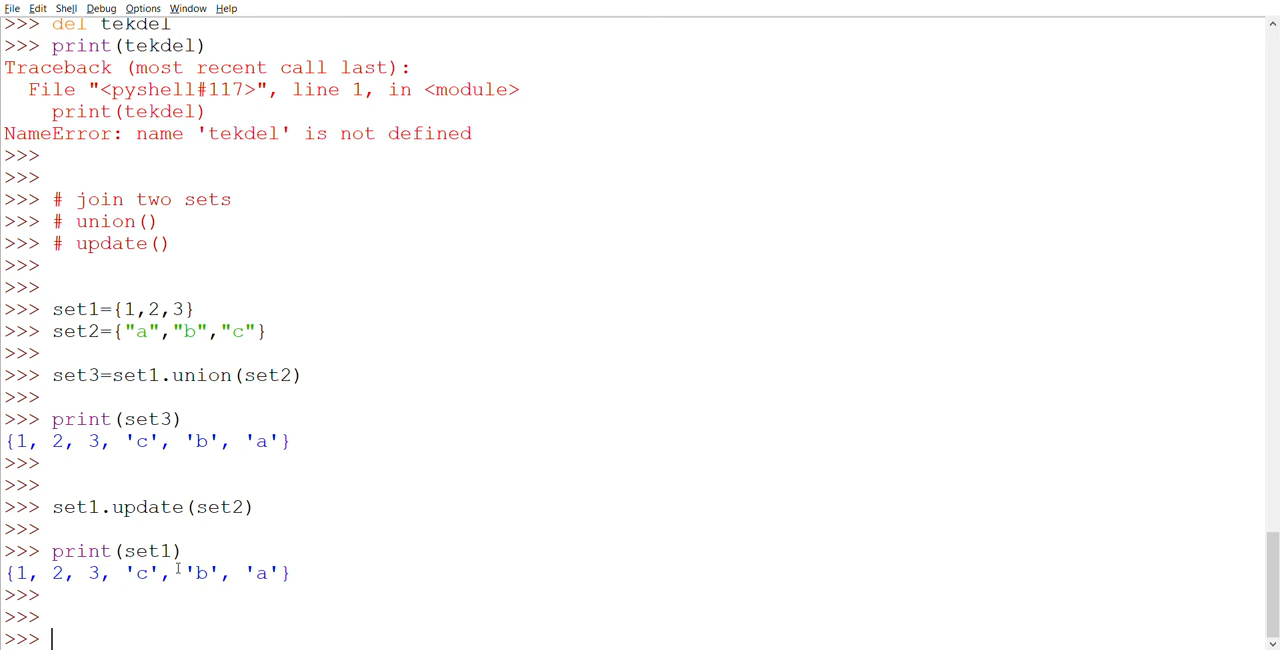 File Edit Shell Debug Options Window Help
>>> del tekdel
>>> print(tekdel)
Traceback (most recent call last):
  File "<pyshell#117>", line 1, in <module>
    print(tekdel)
NameError: name 'tekdel' is not defined
>>>
>>>
>>> # join two sets
>>> # union()
>>> # update()
>>>
>>>
>>> set1={1,2,3}
>>> set2={"a","b","c"}
>>>
>>> set3=set1.union(set2)
>>>
>>> print(set3)
{1, 2, 3, 'c', 'b', 'a'}
>>>
>>>
>>> set1.update(set2)
>>>
>>> print(set1)
{1, 2, 3, 'c', 'b', 'a'}
>>>
>>>
>>>